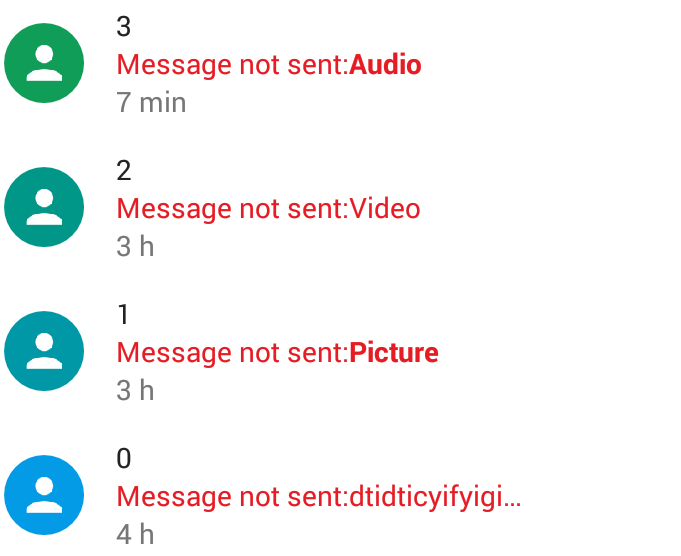 3
Message not sent:Audio
7 min
2
Message not sent:Video
3 h
1
Message not sent:Picture
3 h
0
Message not sent:dtidticyifyigi...
4 h